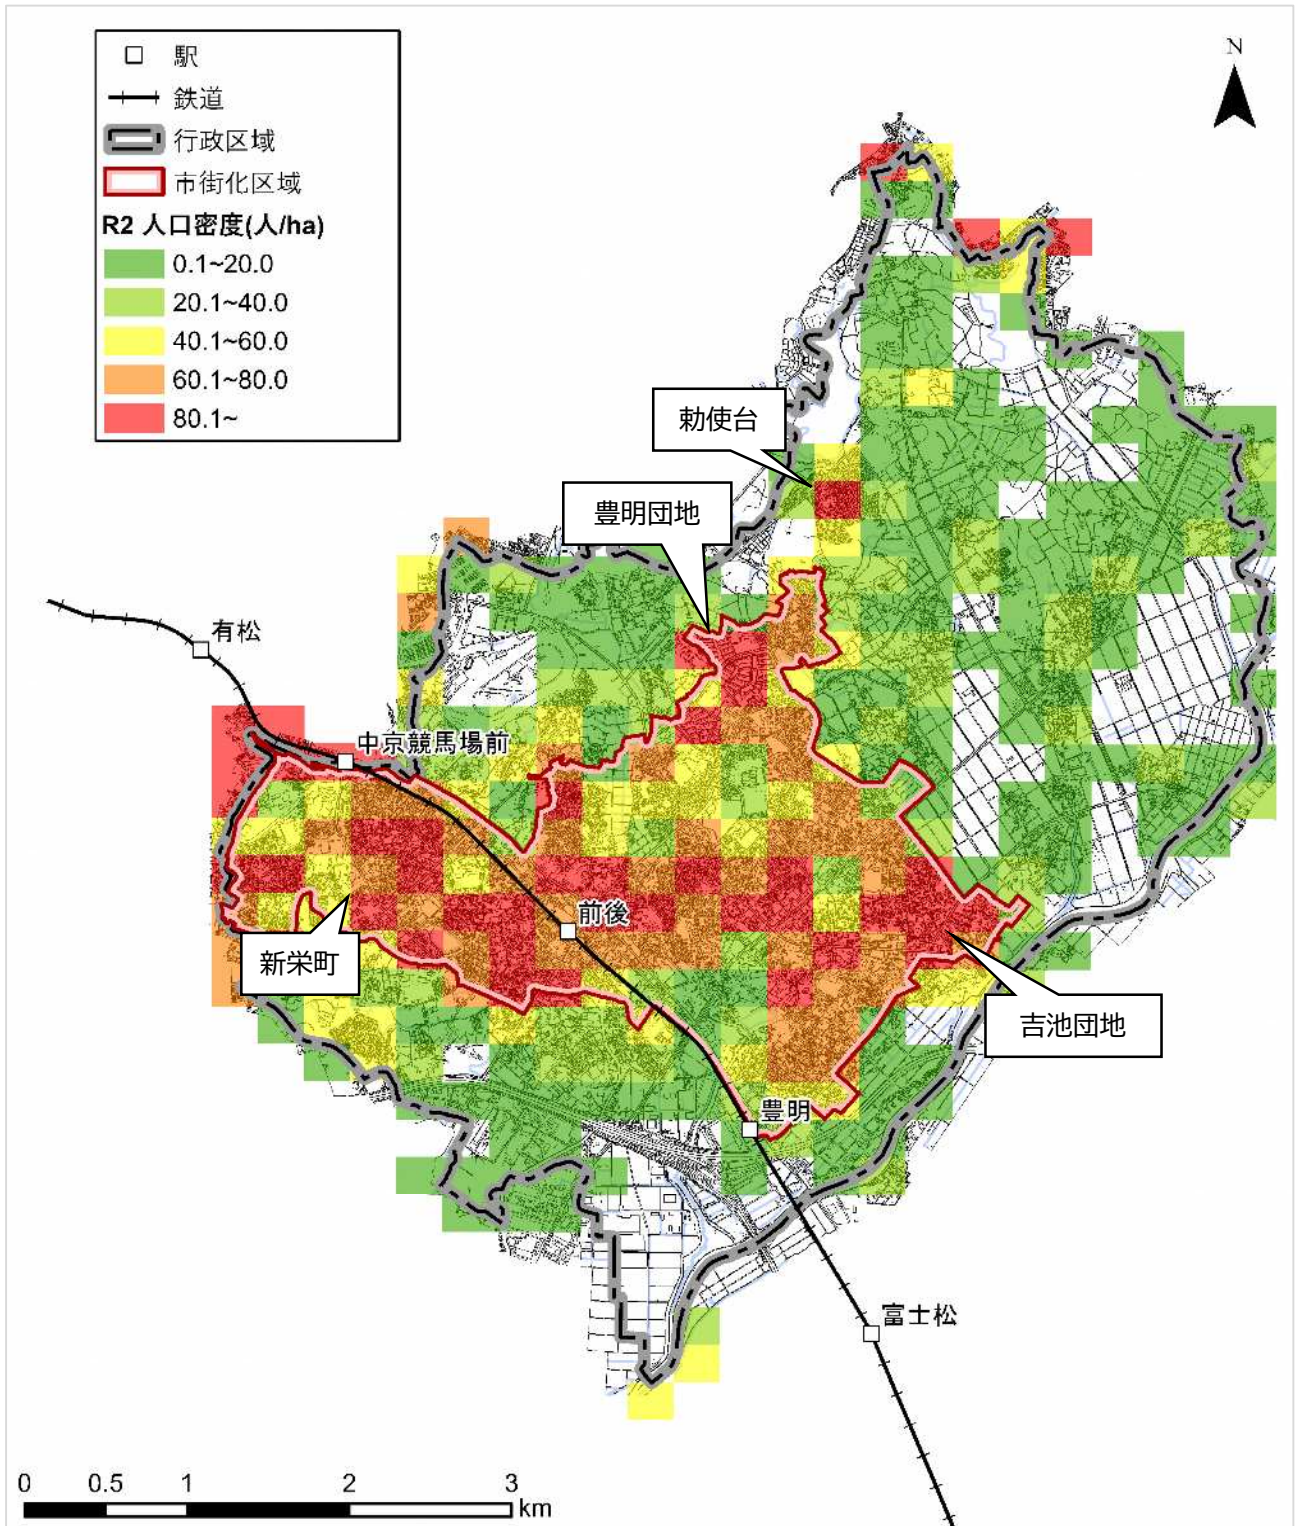 駅
鉄道
行政区域
市街化区域
R2 人口密度(人/ha)
0.1~20.0
20.1~40.0
40.1~60.0
60.1~80.0
80.1~
N
勅使台
豊明団地
有松
中京競馬場前
前後
新栄町
吉池団地
豊明
富士松
0 0.5 1 2 3
km